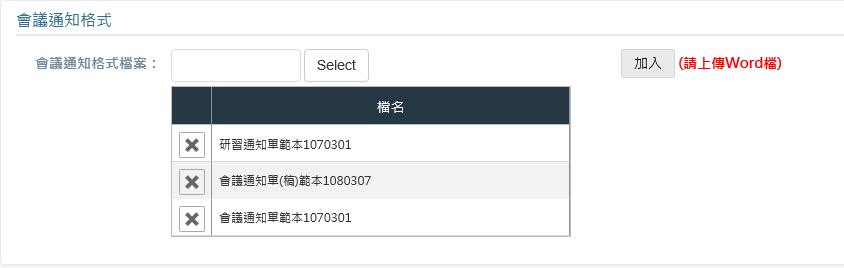 會議通知格式
會議通知格式檔案： Select 加入 (請上傳Word檔)
檔名
研習通知單範本1070301
會議通知單(稿)範本1080307
會議通知單範本1070301